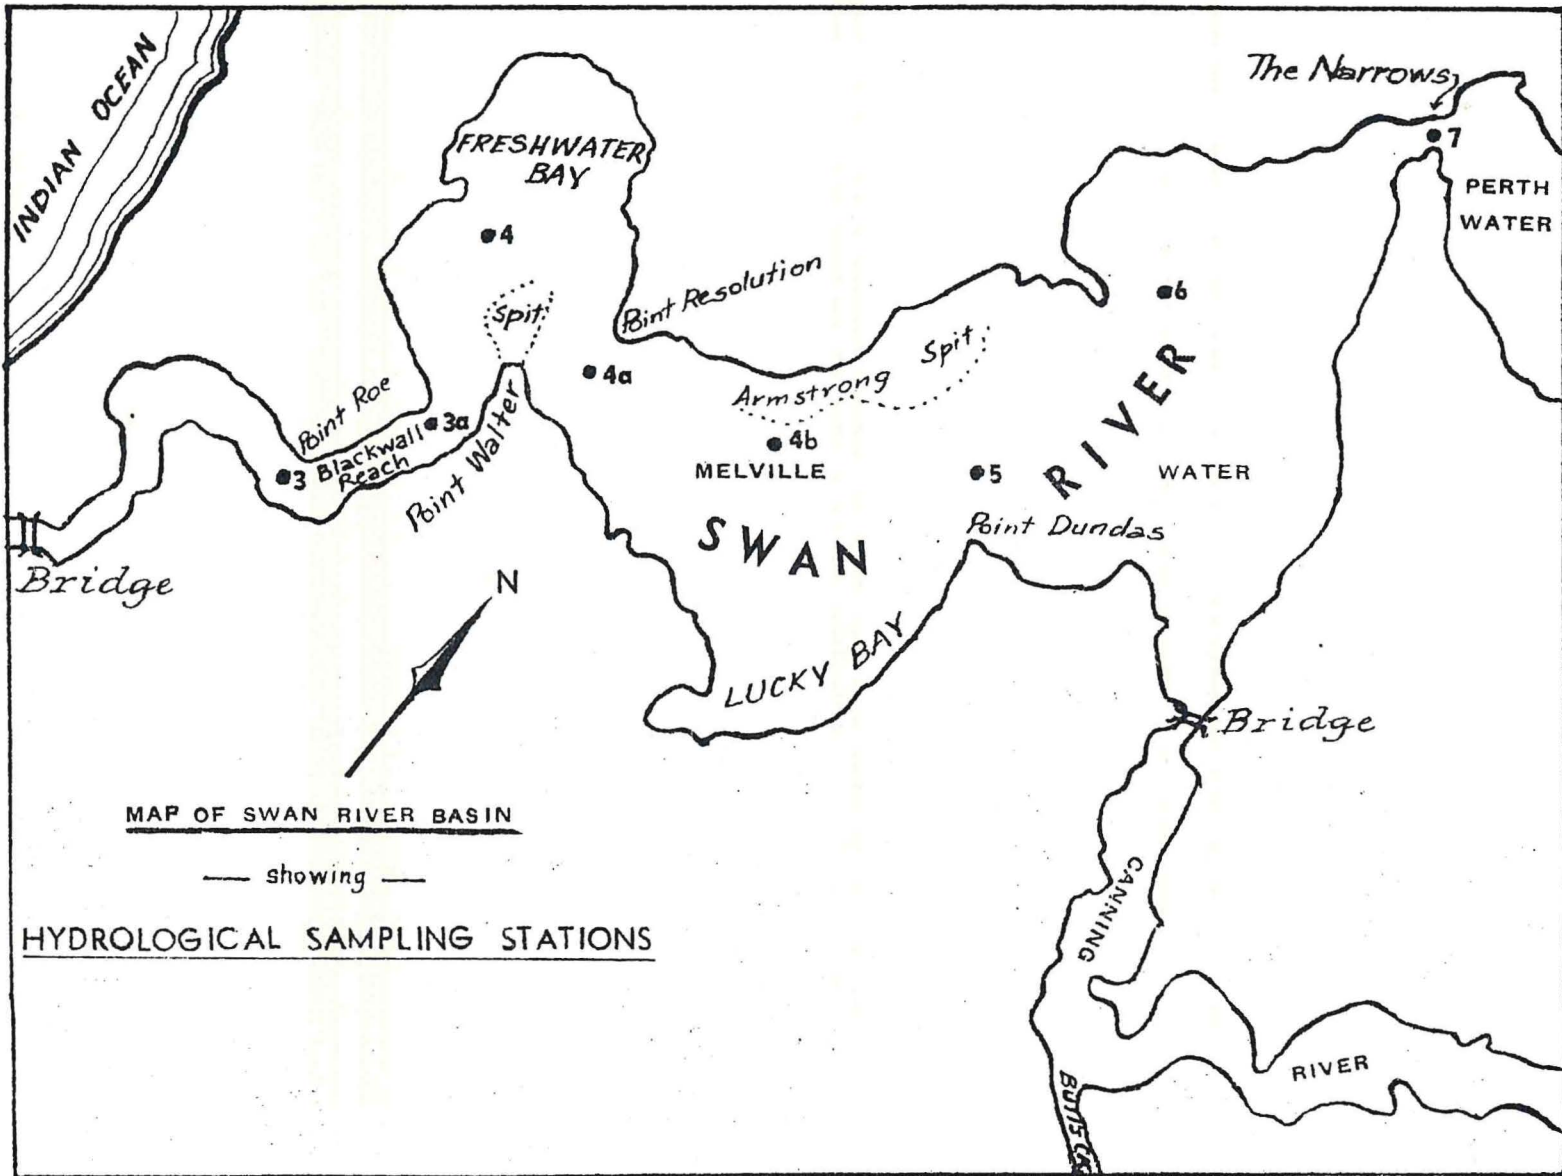 INDIAN OCEAN
The Narrows
7
PERTH
WATER
FRESHWATER
BAY
4
Spit
Point Resolution
6
4a
Armstrong Spit
Point Roe
3a
Blackwall
Reach
3
Point Walter
4b
MELVILLE
WATER
5
SWAN RIVER
Point Dundas
Bridge
N
LUCKY BAY
Bridge
MAP OF SWAN RIVER BASIN
— showing —
HYDROLOGICAL SAMPLING STATIONS
CANNING
RIVER